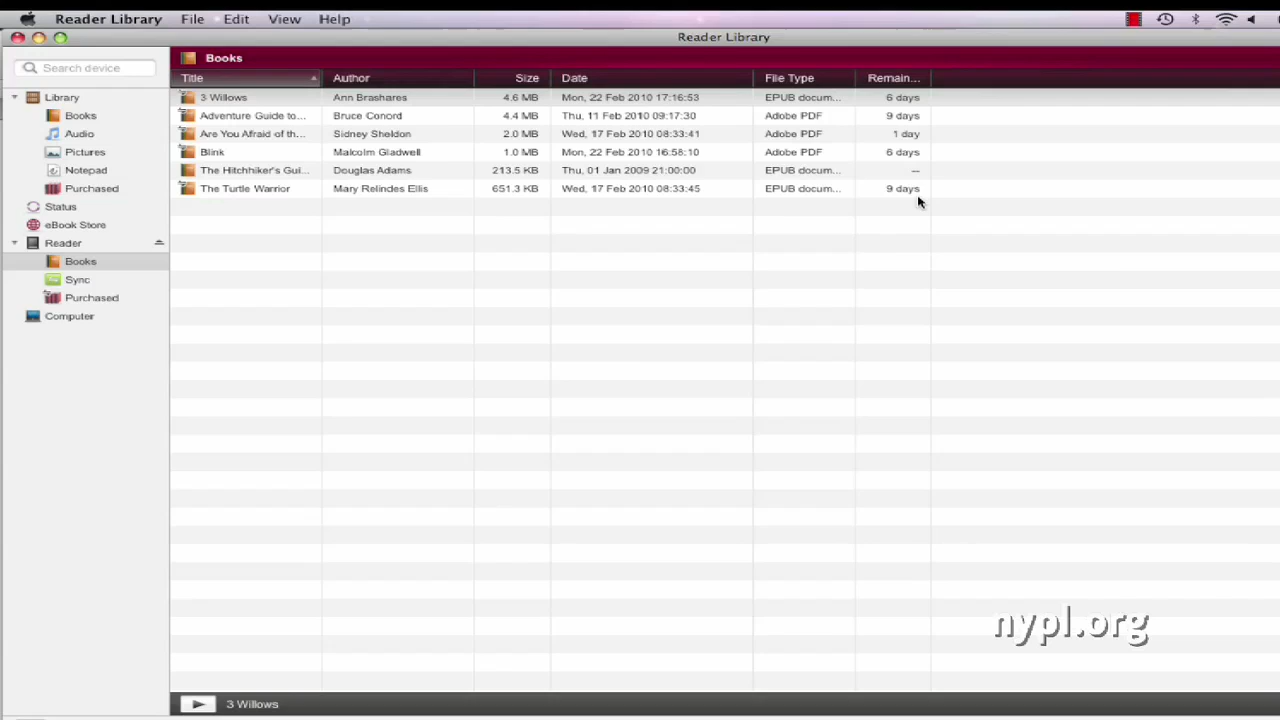 Reader Library File Edit View Help
Reader Library
Search device
Library
Books
Audio
Pictures
Notepad
Purchased
Status
eBook Store
Reader
Books
Sync
Purchased
Computer
Books
Title Author Size Date File Type Remain...
3 Willows Ann Brashares 4.6 MB Mon, 22 Feb 2010 17:16:53 EPUB docum... 6 days
Adventure Guide to... Bruce Conord 4.4 MB Thu, 11 Feb 2010 09:17:30 Adobe PDF 9 days
Are You Afraid of th... Sidney Sheldon 2.0 MB Wed, 17 Feb 2010 08:33:41 Adobe PDF 1 day
Blink Malcolm Gladwell 1.0 MB Mon, 22 Feb 2010 16:58:10 Adobe PDF 6 days
The Hitchhiker's Gui... Douglas Adams 213.5 KB Thu, 01 Jan 2009 21:00:00 EPUB docum... --
The Turtle Warrior Mary Relindes Ellis 651.3 KB Wed, 17 Feb 2010 08:33:45 EPUB docum... 9 days
nypl.org
3 Willows